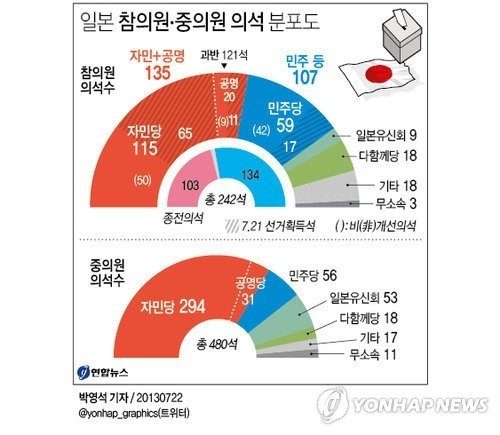 일본 참의원·중의원 의석 분포도
참의원
의석수
자민+공명
135
과반 121석
민주 등
107
자민당
115
65
(50)
공명
20
(9)11
민주당
59
(42)
17
일본유신회 9
다함께당 18
기타 18
무소속 3
103
134
총 242석
종전의석
7.21 선거획득석
( ):비(非)개선의석
중의원
의석수
자민당 294
공명당
31
민주당 56
일본유신회 53
다함께당 18
기타 17
무소속 11
총 480석
연합뉴스
박영석 기자 / 20130722
@yonhap_graphics(트위터)
YONHAP NEWS